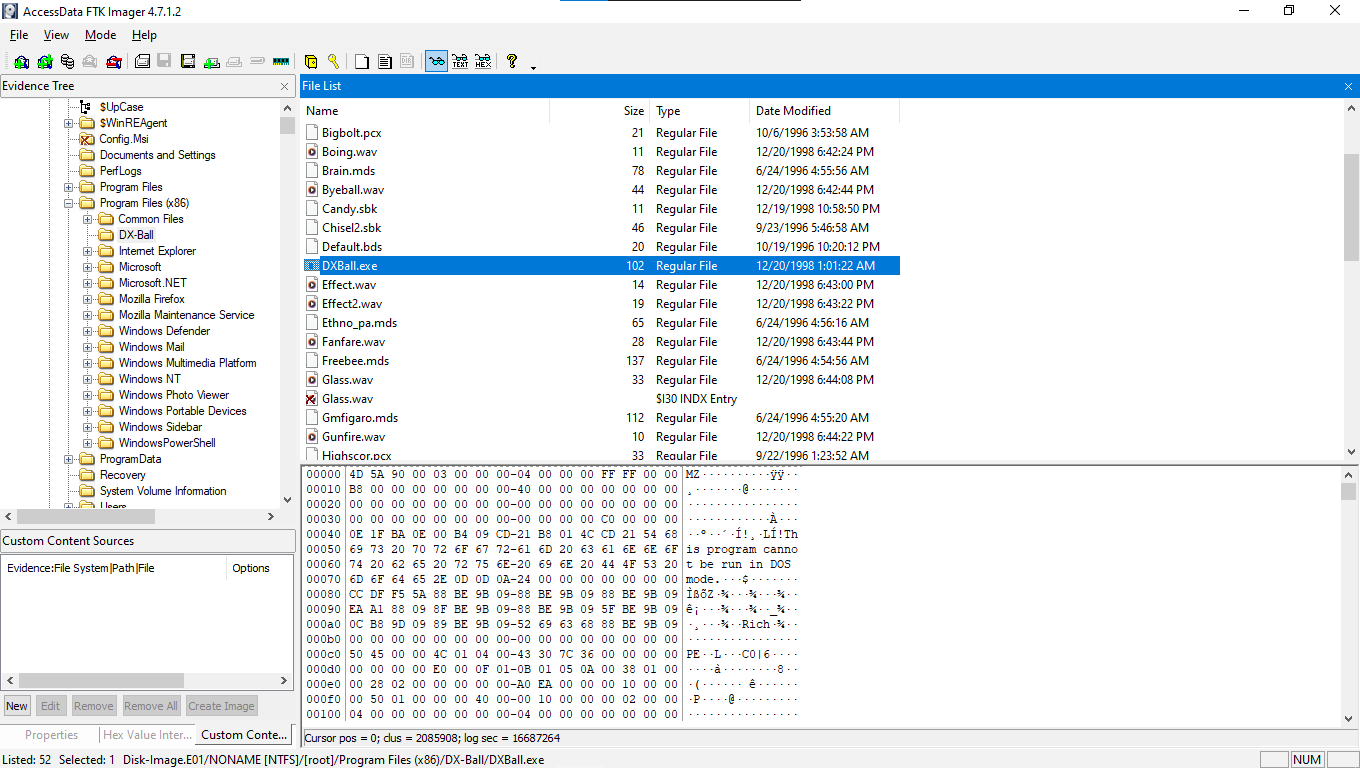 AccessData FTK Imager 4.7.1.2
File View Mode Help
Evidence Tree
$UpCase
$WinREAgent
Config.Msi
Documents and Settings
PerfLogs
Program Files
Program Files (x86)
Common Files
DX-Ball
Internet Explorer
Microsoft
Microsoft.NET
Mozilla Firefox
Mozilla Maintenance Service
Windows Defender
Windows Mail
Windows Multimedia Platform
Windows NT
Windows Photo Viewer
Windows Portable Devices
Windows Sidebar
WindowsPowerShell
ProgramData
Recovery
System Volume Information
Users
Custom Content Sources
Evidence:File System|Path|File Options
New Edit Remove Remove All Create Image
Properties Hex Value Inter... Custom Conte...
File List
Name Size Type Date Modified
Bigbolt.pcx 21 Regular File 10/6/1996 3:53:58 AM
Boing.wav 11 Regular File 12/20/1998 6:42:24 PM
Brain.mds 78 Regular File 6/24/1996 4:55:56 AM
Byeball.wav 44 Regular File 12/20/1998 6:42:44 PM
Candy.sbk 11 Regular File 12/19/1998 10:58:50 PM
Chisel2.sbk 46 Regular File 9/23/1996 5:46:58 AM
Default.bds 20 Regular File 10/19/1996 10:20:12 PM
DXBall.exe 102 Regular File 12/20/1998 1:01:22 AM
Effect.wav 14 Regular File 12/20/1998 6:43:00 PM
Effect2.wav 19 Regular File 12/20/1998 6:43:22 PM
Ethno_pa.mds 65 Regular File 6/24/1996 4:56:16 AM
Fanfare.wav 28 Regular File 12/20/1998 6:43:44 PM
Freebee.mds 137 Regular File 6/24/1996 4:54:56 AM
Glass.wav 33 Regular File 12/20/1998 6:44:08 PM
Glass.wav $I30 INDX Entry
Gmfigaro.mds 112 Regular File 6/24/1996 4:55:20 AM
Gunfire.wav 10 Regular File 12/20/1998 6:44:22 PM
Highscor.pcx 33 Regular File 9/22/1996 1:23:52 AM
00000 4D 5A 90 00 03 00 00 00-04 00 00 00 FF FF 00 00 MZ··········ÿÿ··
00010 B8 00 00 00 00 00 00 00-40 00 00 00 00 00 00 00 ¸·······@·······
00020 00 00 00 00 00 00 00 00-00 00 00 00 00 00 00 00 ················
00030 00 00 00 00 00 00 00 00-00 00 00 00 C0 00 00 00 ············À···
00040 0E 1F BA 0E 00 B4 09 CD-21 B8 01 4C CD 21 54 68 ··º··´·Í!¸·LÍ!Th
00050 69 73 20 70 72 6F 67 72-61 6D 20 63 61 6E 6E 6F is program canno
00060 74 20 62 65 20 72 75 6E-20 69 6E 20 44 4F 53 20 t be run in DOS
00070 6D 6F 64 65 2E 0D 0D 0A-24 00 00 00 00 00 00 00 mode.···$·······
00080 CC DF F5 5A 88 BE 9B 09-88 BE 9B 09 88 BE 9B 09 ÌßõZ·¾··­·¾···¾··
00090 EA A1 88 09 8F BE 9B 09-88 BE 9B 09 5F BE 9B 09 ê¡···¾···¾··_¾··
000a0 0C B8 9D 09 89 BE 9B 09-52 69 63 68 88 BE 9B 09 ·¸···¾··Rich·¾··
000b0 00 00 00 00 00 00 00 00-00 00 00 00 00 00 00 00 ················
000c0 50 45 00 00 4C 01 04 00-43 30 7C 36 00 00 00 00 PE··L···C0|6····
000d0 00 00 00 00 E0 00 0F 01-0B 01 05 0A 00 38 01 00 ····à········8··
000e0 00 28 02 00 00 00 00 00-A0 EA 00 00 00 10 00 00 ·(······ ê······
000f0 00 50 01 00 00 00 40 00-00 10 00 00 00 02 00 00 ·P····@·········
00100 04 00 00 00 00 00 00 00-04 00 00 00 00 00 00 00 ················
Cursor pos = 0; clus = 2085908; log sec = 16687264
Listed: 52 Selected: 1 Disk-Image.E01/NONAME [NTFS]/[root]/Program Files (x86)/DX-Ball/DXBall.exe NUM